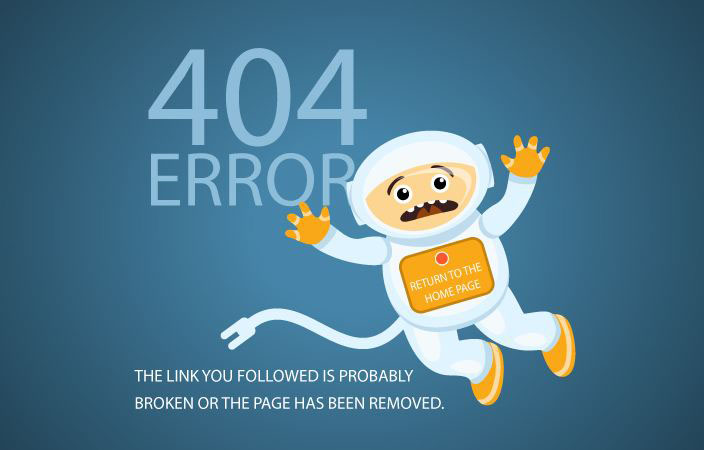 404
ERROR
RETURN TO THE
HOME PAGE
THE LINK YOU FOLLOWED IS PROBABLY
BROKEN OR THE PAGE HAS BEEN REMOVED.